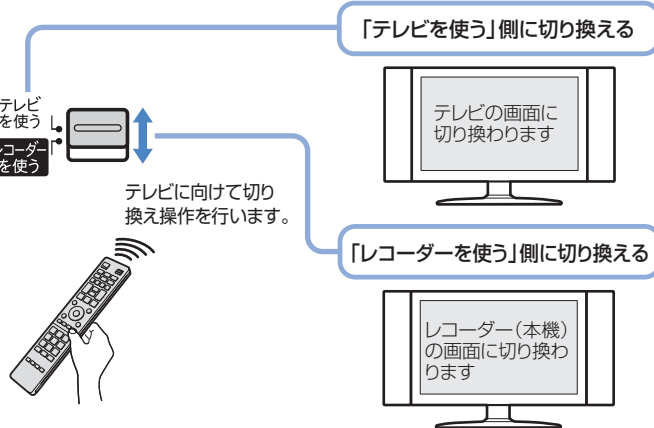 「テレビを使う」側に切り換える
テレビの画面に
切り換わります
テレビ
を使う
レコーダー
を使う
テレビに向けて切り
換え操作を行います。
「レコーダーを使う」側に切り換える
レコーダー（本機）
の画面に切り換わ
ります